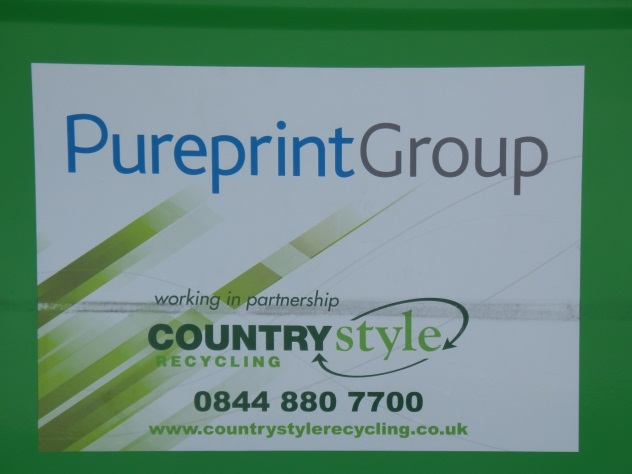 PureprintGroup
working in partnership
COUNTRYstyle
RECYCLING
0844 880 7700
www.countrystylerecycling.co.uk